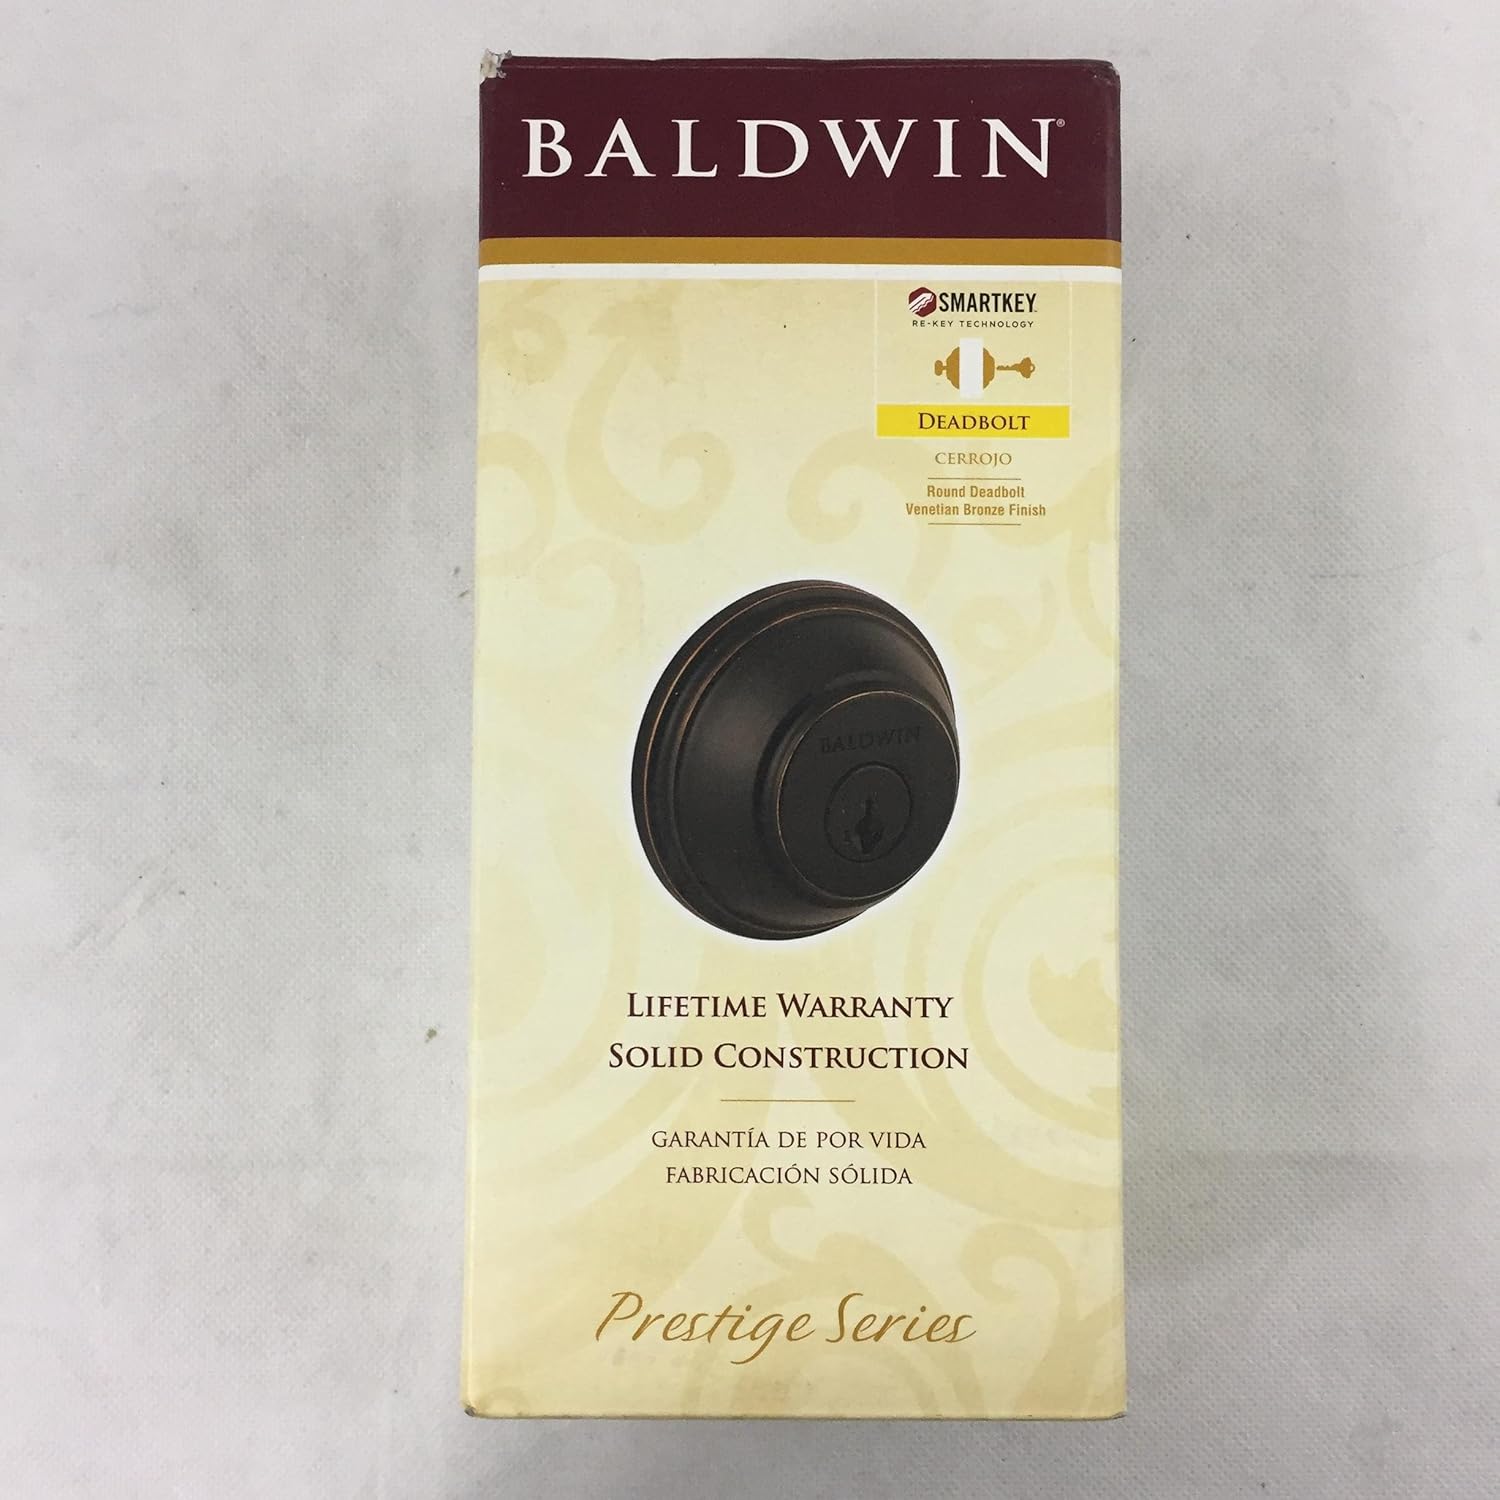 BALDWIN®
SMARTKEY™
RE-KEY TECHNOLOGY
DEADBOLT
CERROJO
Round Deadbolt
Venetian Bronze Finish
BALDWIN
LIFETIME WARRANTY
SOLID CONSTRUCTION
GARANTÍA DE POR VIDA
FABRICACIÓN SÓLIDA
Prestige Series